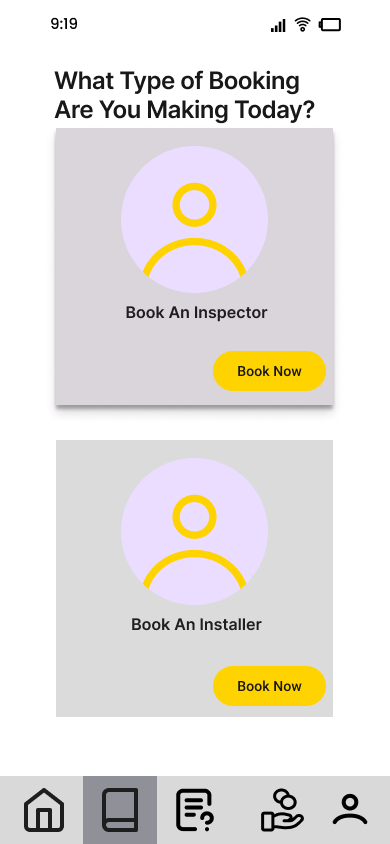 9:19
What Type of Booking
Are You Making Today?
Book An Inspector
Book Now
Book An Installer
Book Now